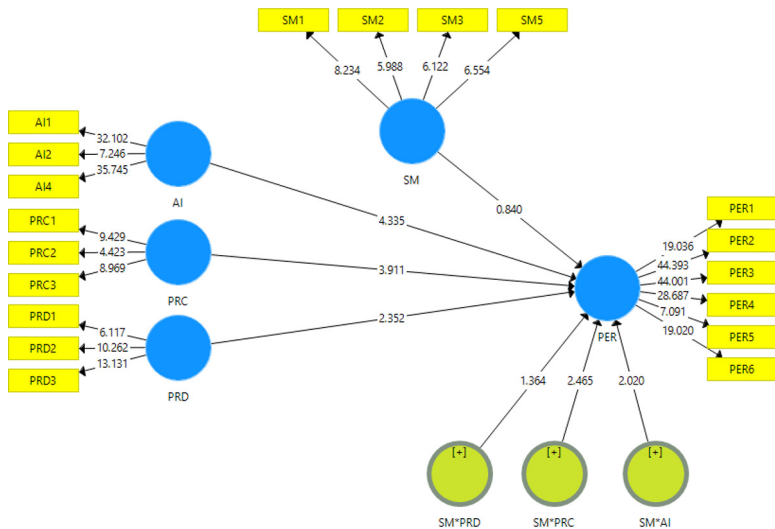 SM1
SM2
SM3
SM5
8.234
5.988
6.122
6.554
SM
0.840
AI1
AI2
AI4
32.102
7.246
35.745
AI
4.335
PRC1
PRC2
PRC3
9.429
4.423
8.969
PRC
3.911
PRD1
PRD2
PRD3
6.117
10.262
13.131
PRD
2.352
PER1
PER2
PER3
PER4
PER5
PER6
19.036
44.393
44.001
28.687
7.091
19.020
PER
1.364
2.465
2.020
[+]
[+]
[+]
SM*PRD
SM*PRC
SM*AI